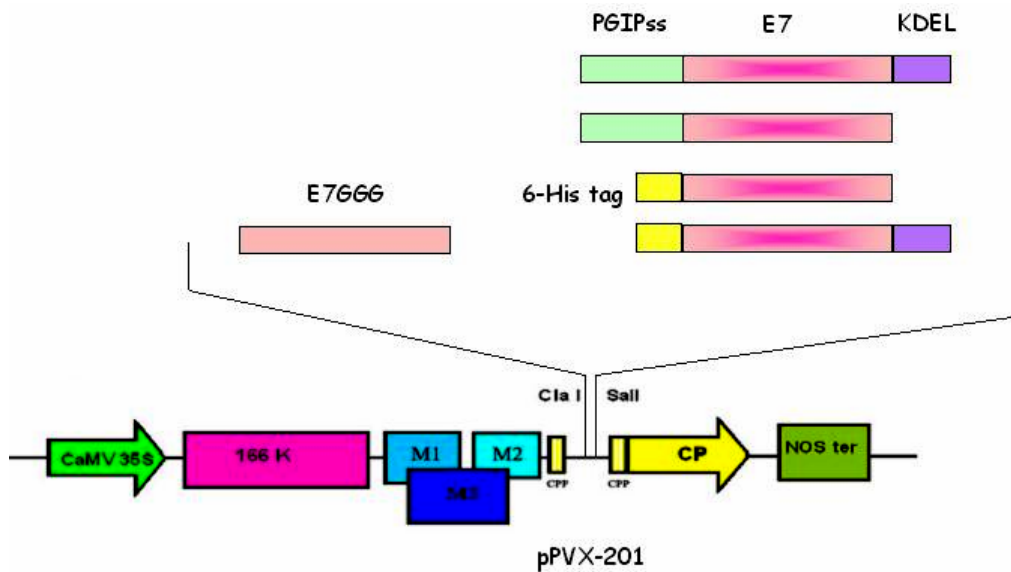 PGIPss E7 KDEL
6-His tag
E7GGG
Cla I SalI
CaMV 35S 166 K M1 M2 CP NOS ter
CPP CPP
pPVX-201